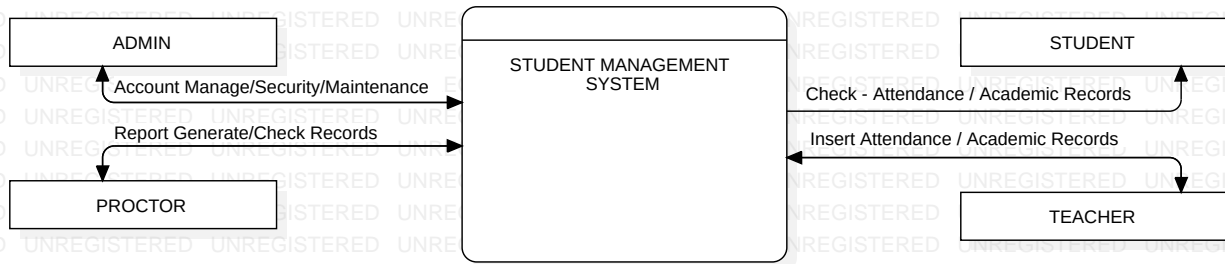 ADMIN
STUDENT
STUDENT MANAGEMENT
SYSTEM
Account Manage/Security/Maintenance
Check - Attendance / Academic Records
Report Generate/Check Records
Insert Attendance / Academic Records
PROCTOR
TEACHER
UNREGISTERED